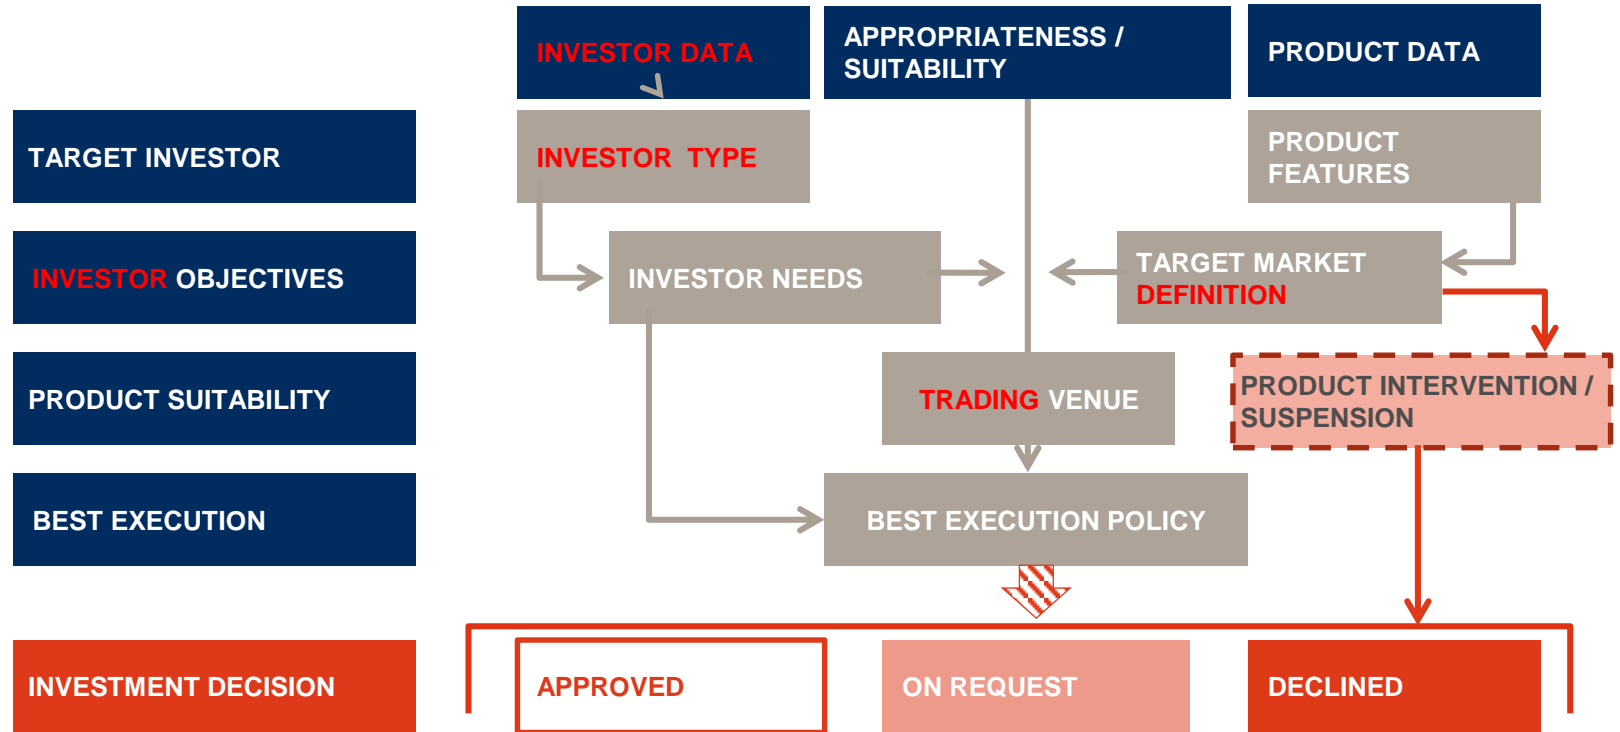 INVESTOR DATA
APPROPRIATENESS /
SUITABILITY
PRODUCT DATA
TARGET INVESTOR
INVESTOR TYPE
PRODUCT
FEATURES
INVESTOR OBJECTIVES
INVESTOR NEEDS
TARGET MARKET
DEFINITION
PRODUCT SUITABILITY
TRADING VENUE
PRODUCT INTERVENTION /
SUSPENSION
BEST EXECUTION
BEST EXECUTION POLICY
INVESTMENT DECISION
APPROVED
ON REQUEST
DECLINED